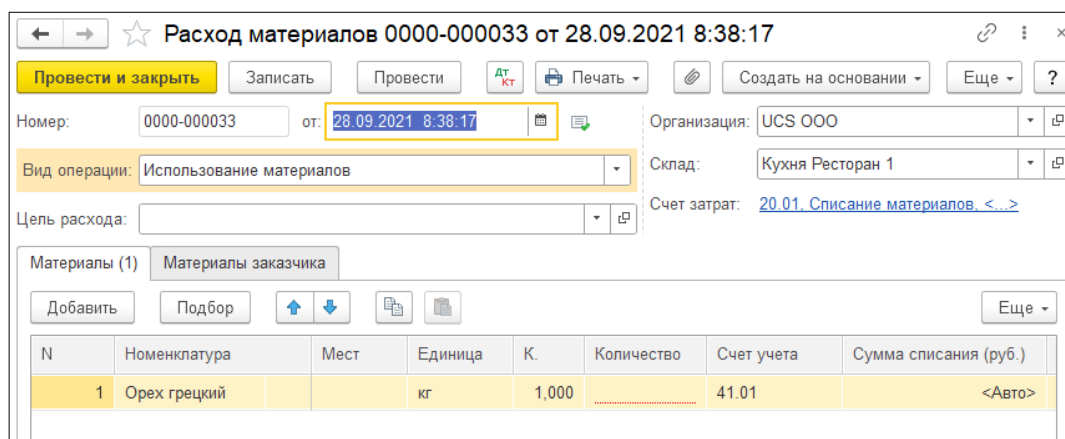 Расход материалов 0000-000033 от 28.09.2021 8:38:17
Провести и закрыть Записать Провести Дт Кт Печать Создать на основании Еще ?
Номер: 0000-000033 от: 28.09.2021 8:38:17 Организация: UCS ООО
Вид операции: Использование материалов Склад: Кухня Ресторан 1
Цель расхода: Счет затрат: 20.01, Списание материалов, <...>
Материалы (1) Материалы заказчика
Добавить Подбор Еще
N Номенклатура Мест Единица К. Количество Счет учета Сумма списания (руб.)
1 Орех грецкий кг 1,000 41.01 <Авто>